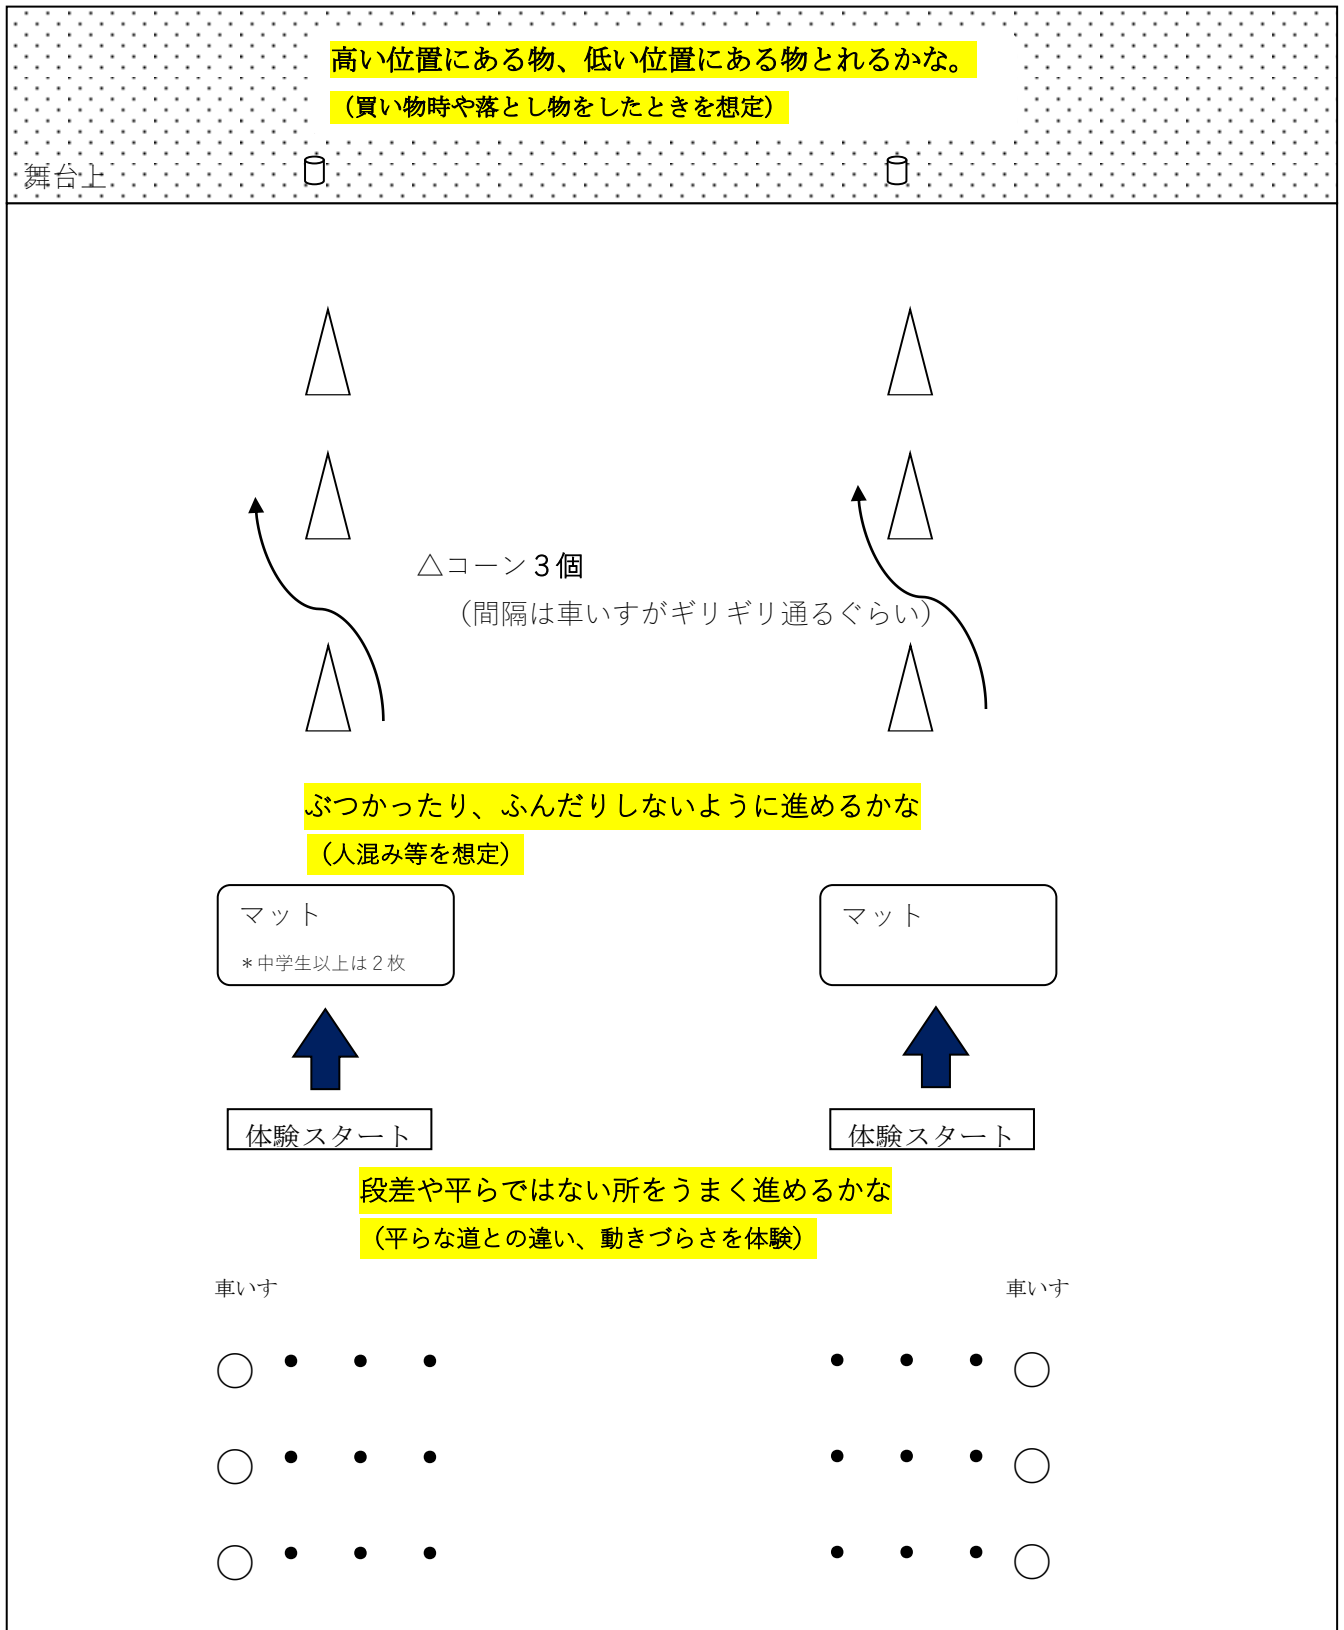 高い位置にある物、低い位置にある物とれるかな。
（買い物時や落とし物をしたときを想定）
舞台上
△コーン３個
（間隔は車いすがギリギリ通るぐらい）
ぶつかったり、ふんだりしないように進めるかな
（人混み等を想定）
マット
＊中学生以上は２枚
マット
体験スタート
体験スタート
段差や平らではない所をうまく進めるかな
（平らな道との違い、動きづらさを体験）
車いす
車いす